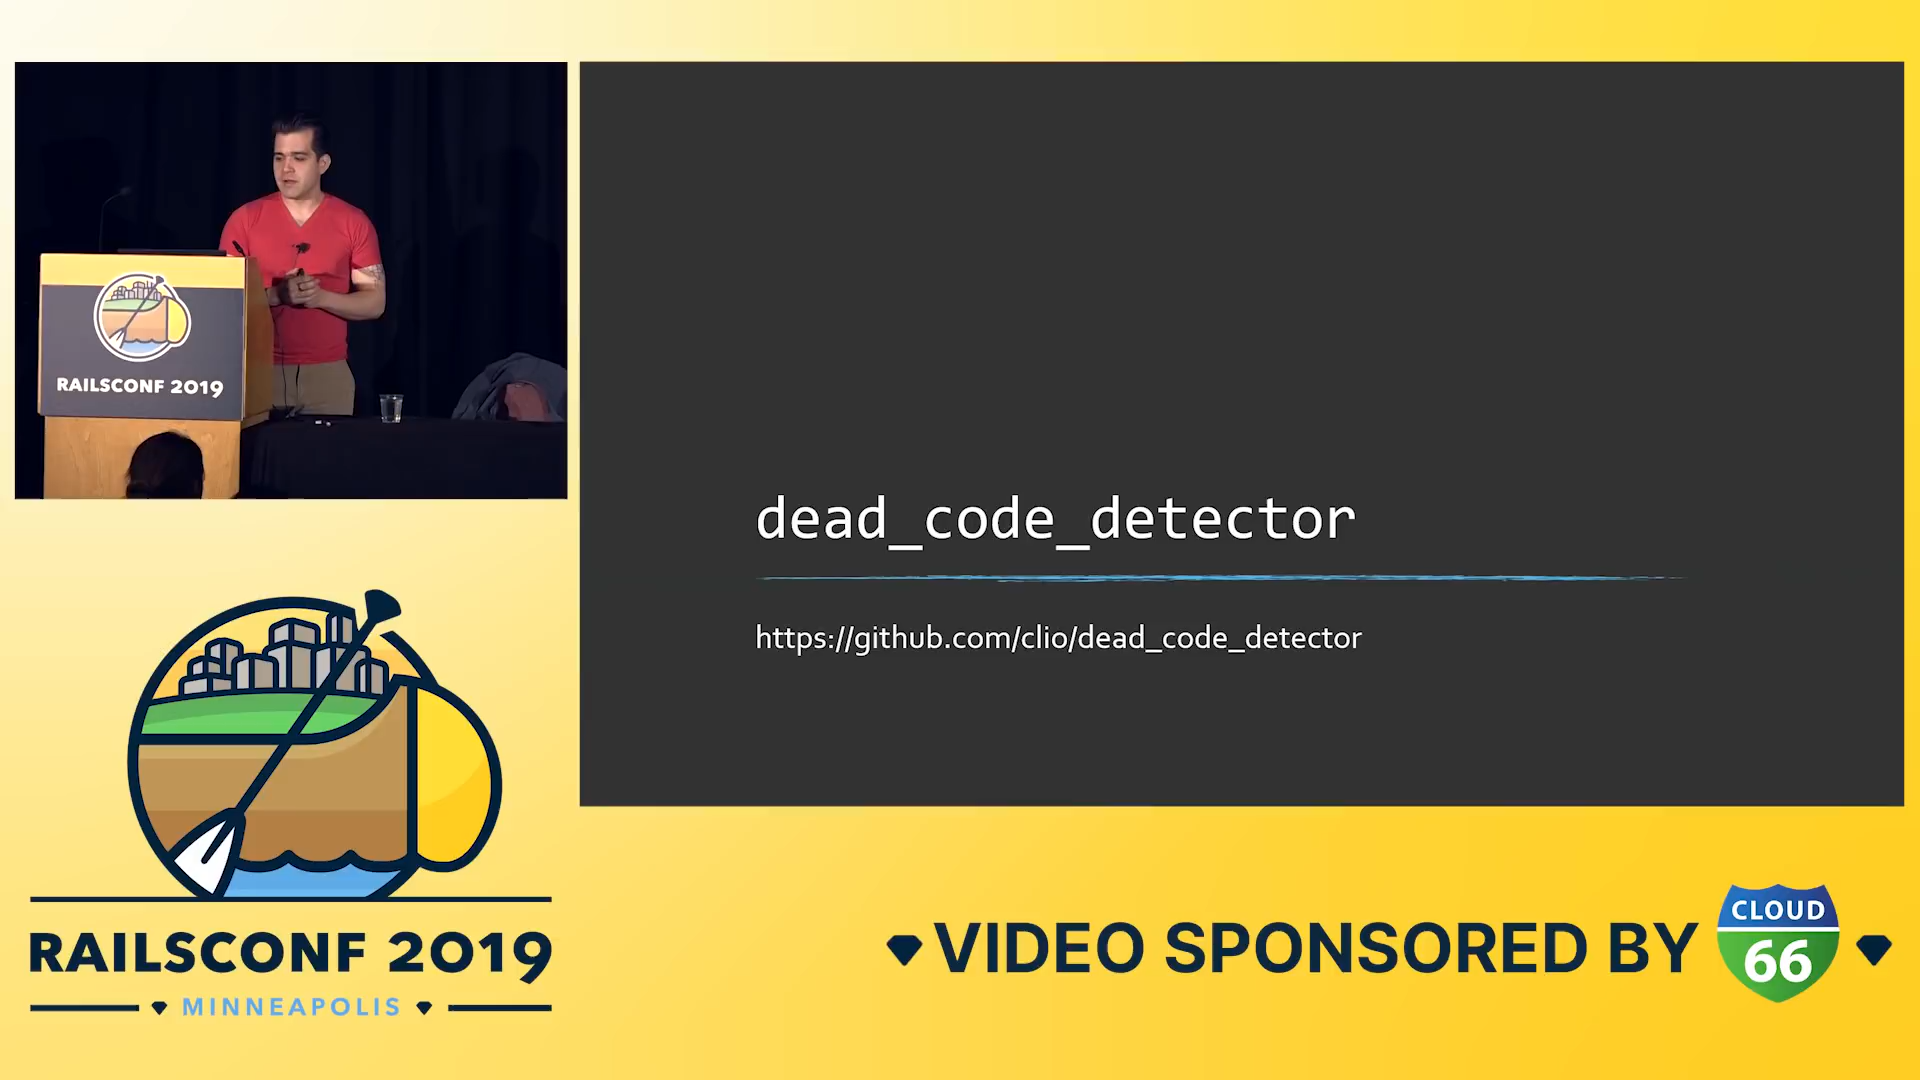 RAILSCONF 2019
dead_code_detector
https://github.com/clio/dead_code_detector
RAILSCONF 2019
MINNEAPOLIS
VIDEO SPONSORED BY
CLOUD
66